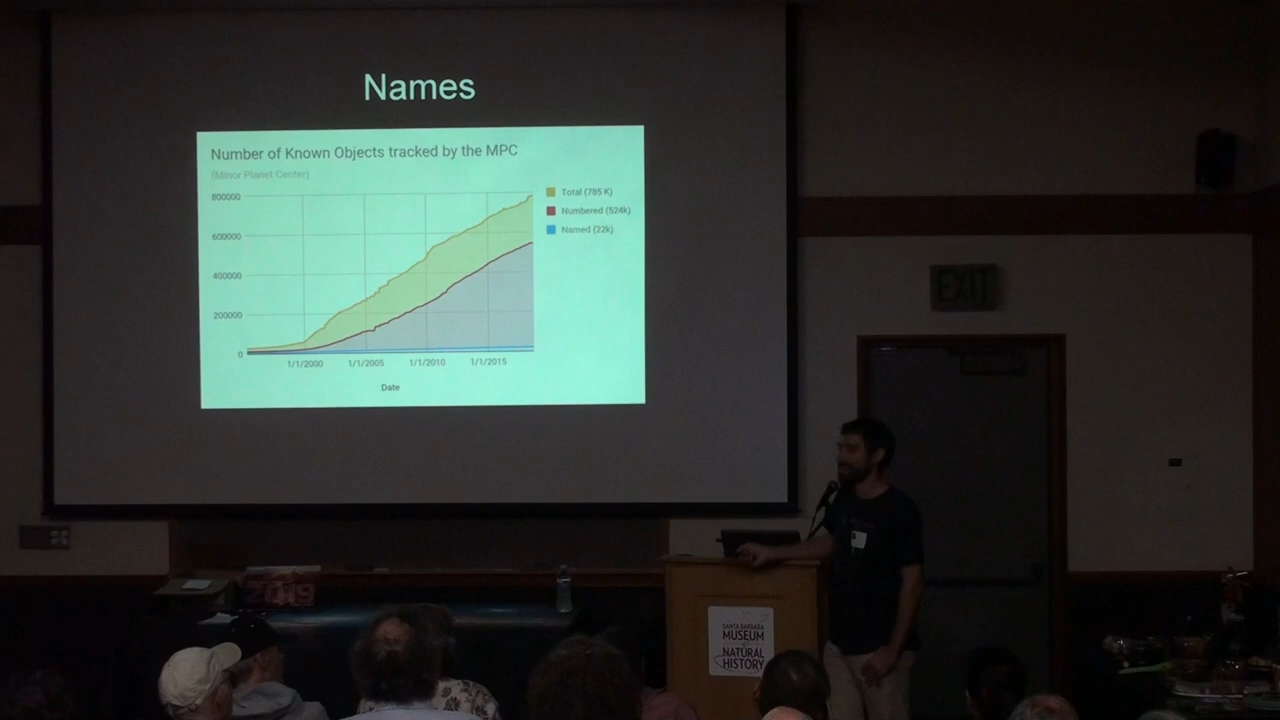 Names
Number of Known Objects tracked by the MPC
(Minor Planet Center)
800000
600000
400000
200000
0
1/1/2000
1/1/2005
1/1/2010
1/1/2015
Date
Total (785 K)
Numbered (524k)
Named (22k)
EXIT
2019
SANTA BARBARA
MUSEUM
OF
NATURAL
HISTORY